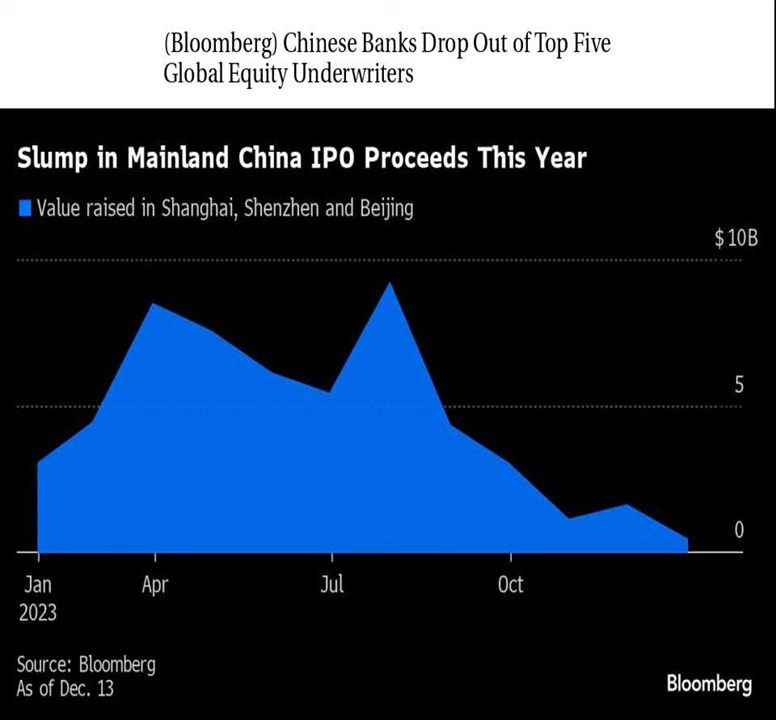 (Bloomberg) Chinese Banks Drop Out of Top Five
Global Equity Underwriters
Slump in Mainland China IPO Proceeds This Year
Value raised in Shanghai, Shenzhen and Beijing
$10B
5
0
Jan Apr Jul Oct
2023
Source: Bloomberg
As of Dec. 13
Bloomberg